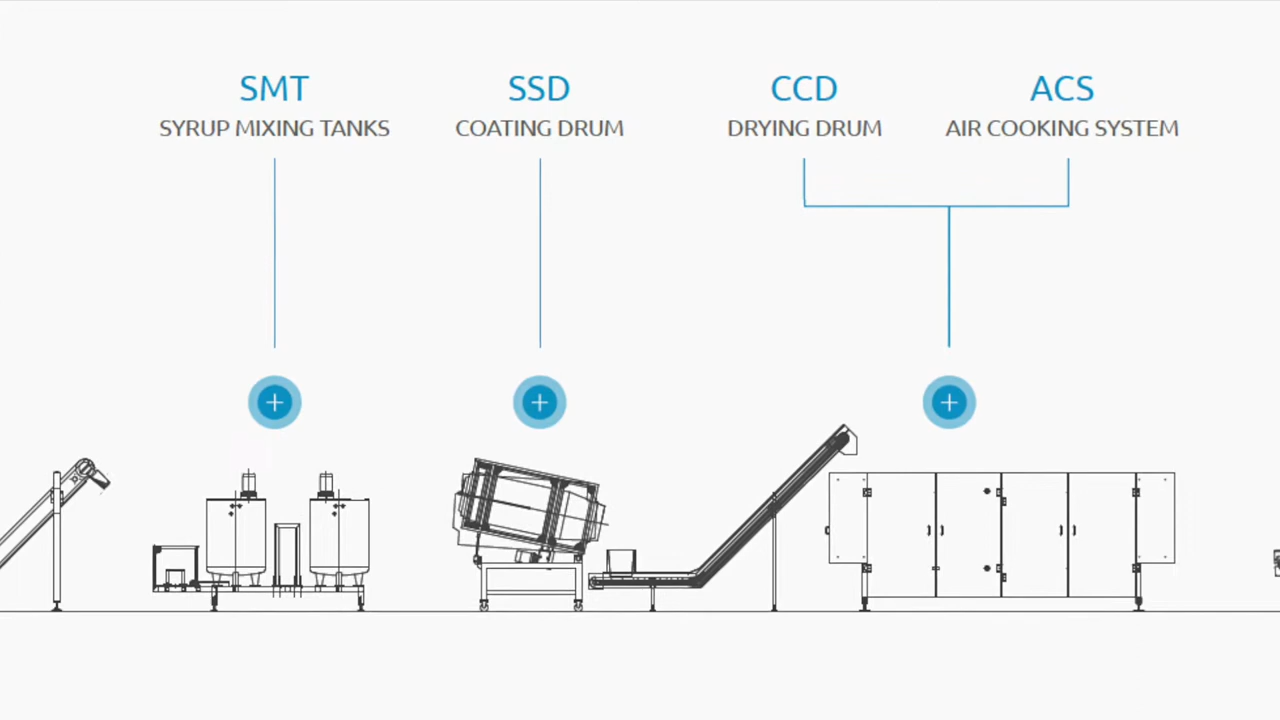 SMT
SYRUP MIXING TANKS
SSD
COATING DRUM
CCD
DRYING DRUM
ACS
AIR COOKING SYSTEM